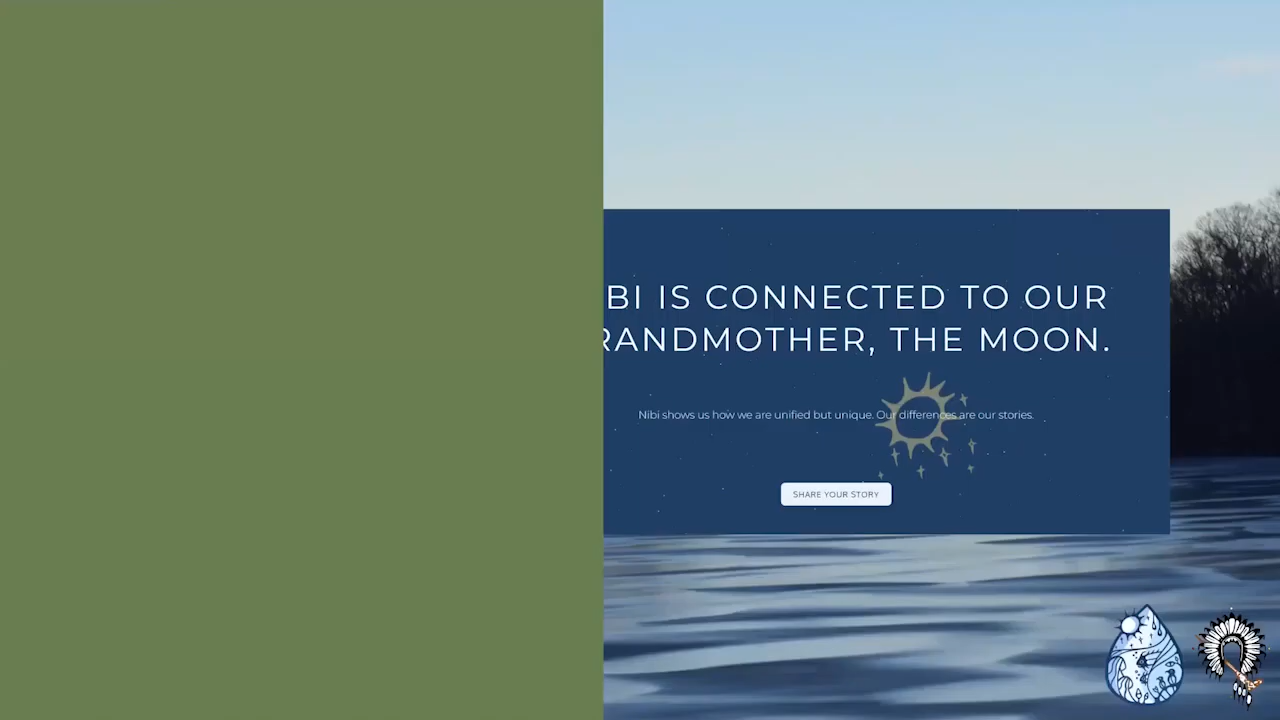 BI IS CONNECTED TO OUR
RANDMOTHER, THE MOON.
Nibi shows us how we are unified but unique. Our differences are our stories.
SHARE YOUR STORY